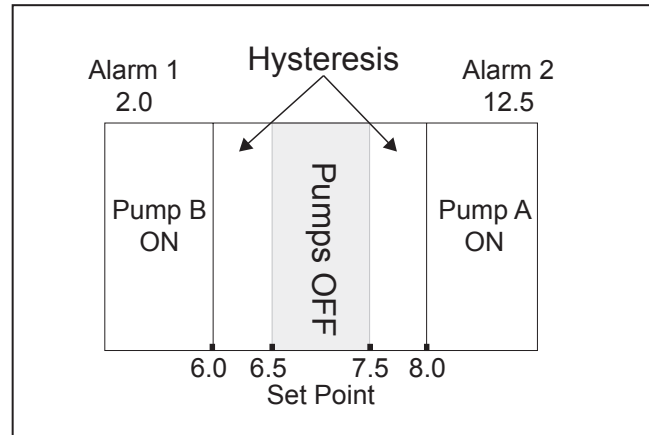 Hysteresis
Alarm 1
2.0
Alarm 2
12.5
Pump B
ON
Pumps OFF
Pump A
ON
6.0 6.5 7.5 8.0
Set Point